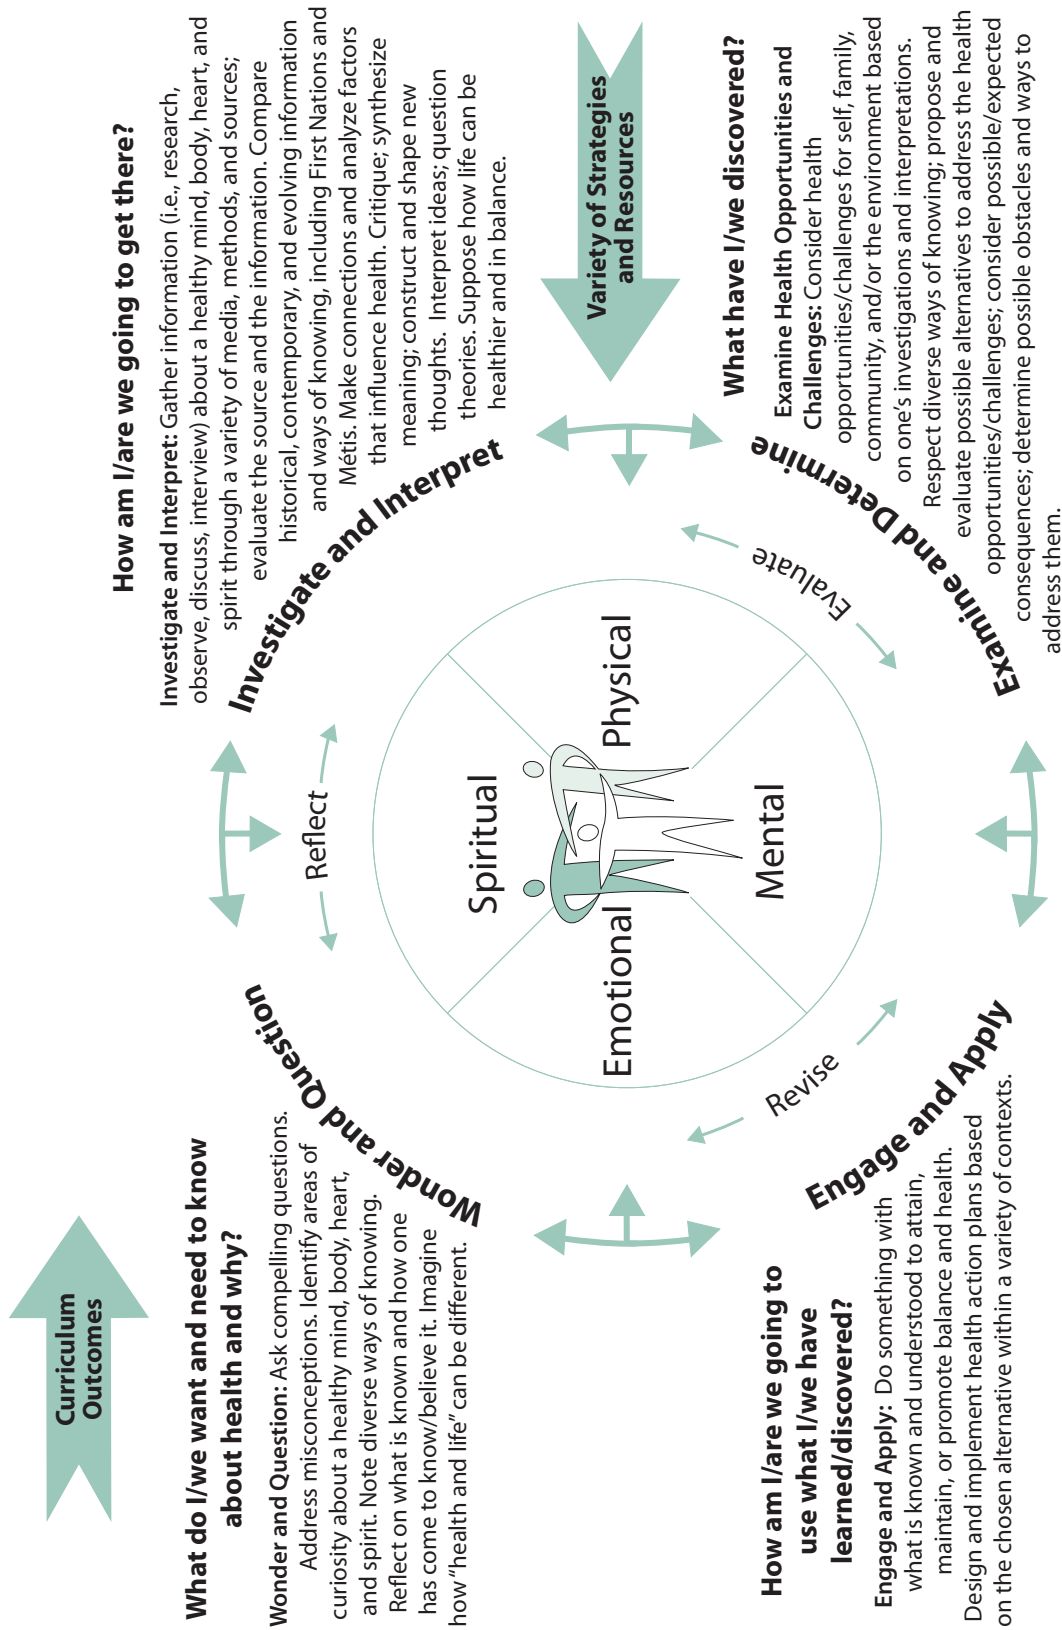 Curriculum
Outcomes
What do I/we want and need to know
about health and why?
Wonder and Question: Ask compelling questions.
Address misconceptions. Identify areas of
curiosity about a healthy mind, body, heart,
and spirit. Note diverse ways of knowing.
Reflect on what is known and how one
has come to know/believe it. Imagine
how "health and life" can be different.
Wonder and Question
How am I/are we going to get there?
Investigate and Interpret: Gather information (i.e., research,
observe, discuss, interview) about a healthy mind, body, heart, and
spirit through a variety of media, methods, and sources;
evaluate the source and the information. Compare
historical, contemporary, and evolving information
and ways of knowing, including First Nations and
Métis. Make connections and analyze factors
that influence health. Critique; synthesize
meaning; construct and shape new
thoughts. Interpret ideas; question
theories. Suppose how life can be
healthier and in balance.
Investigate and Interpret
Variety of Strategies
and Resources
Reflect
Spiritual
Emotional
Physical
Mental
Evaluate
Revise
How am I/are we going to
use what I/we have
learned/discovered?
Engage and Apply: Do something with
what is known and understood to attain,
maintain, or promote balance and health.
Design and implement health action plans based
on the chosen alternative within a variety of contexts.
Engage and Apply
What have I/we discovered?
Examine Health Opportunities and
Challenges: Consider health
opportunities/challenges for self, family,
community, and/or the environment based
on one's investigations and interpretations.
Respect diverse ways of knowing; propose and
evaluate possible alternatives to address the health
opportunities/challenges; consider possible/expected
consequences; determine possible obstacles and ways to
address them.
Examine and Determine